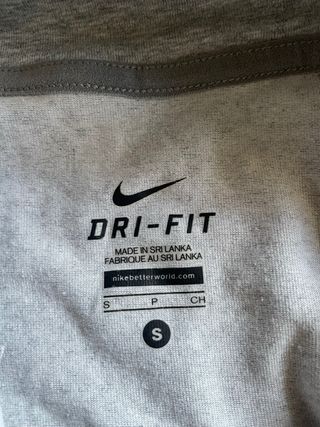 DRI-FIT
MADE IN SRI LANKA
FABRIQUE AU SRI LANKA
nikebetterworld.com
S P CH
S